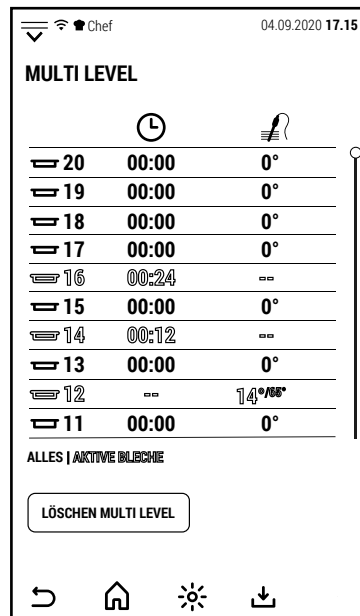 Chef 04.09.2020 17.15
MULTI LEVEL
20 00:00 0°
19 00:00 0°
18 00:00 0°
17 00:00 0°
16 00:24 --
15 00:00 0°
14 00:12 --
13 00:00 0°
12 -- 14°/65°
11 00:00 0°
ALLES | AKTIVE BLECHE
LÖSCHEN MULTI LEVEL